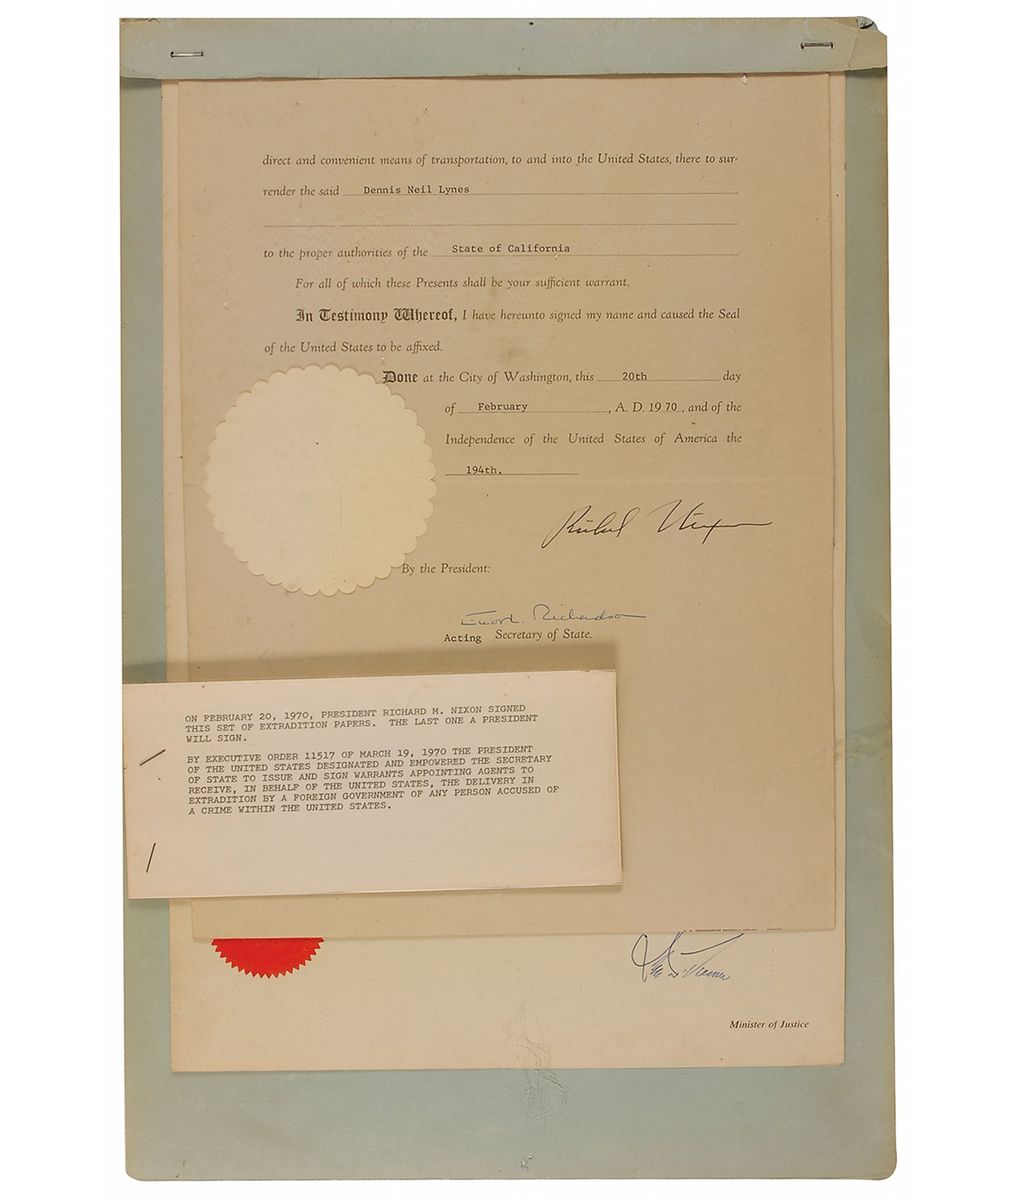 direct and convenient means of transportation, to and into the United States, there to sur-
render the said Dennis Neil Lynes
to the proper authorities of the State of California
For all of which these Presents shall be your sufficient warrant.
In Testimony Whereof, I have hereunto signed my name and caused the Seal
of the United States to be affixed.
Done at the City of Washington, this 20th day
of February, A. D. 1970, and of the
Independence of the United States of America the
194th.
Richard Nixon
By the President:
Elliot L. Richardson
Acting Secretary of State.
ON FEBRUARY 20, 1970, PRESIDENT RICHARD M. NIXON SIGNED
THIS SET OF EXTRADITION PAPERS. THE LAST ONE A PRESIDENT
WILL SIGN.
BY EXECUTIVE ORDER 11517 OF MARCH 19, 1970 THE PRESIDENT
OF THE UNITED STATES DESIGNATED AND EMPOWERED THE SECRETARY
OF STATE TO ISSUE AND SIGN WARRANTS APPOINTING AGENTS TO
RECEIVE, IN BEHALF OF THE UNITED STATES, THE DELIVERY IN
EXTRADITION BY A FOREIGN GOVERNMENT OF ANY PERSON ACCUSED OF
A CRIME WITHIN THE UNITED STATES.
Minister of Justice